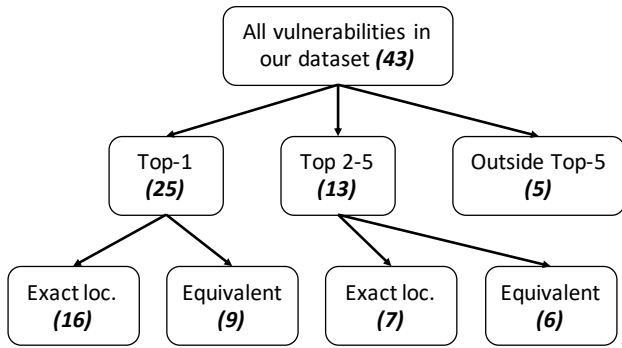 All vulnerabilities in
our dataset (43)
Top-1
(25)
Top 2-5
(13)
Outside Top-5
(5)
Exact loc.
(16)
Equivalent
(9)
Exact loc.
(7)
Equivalent
(6)